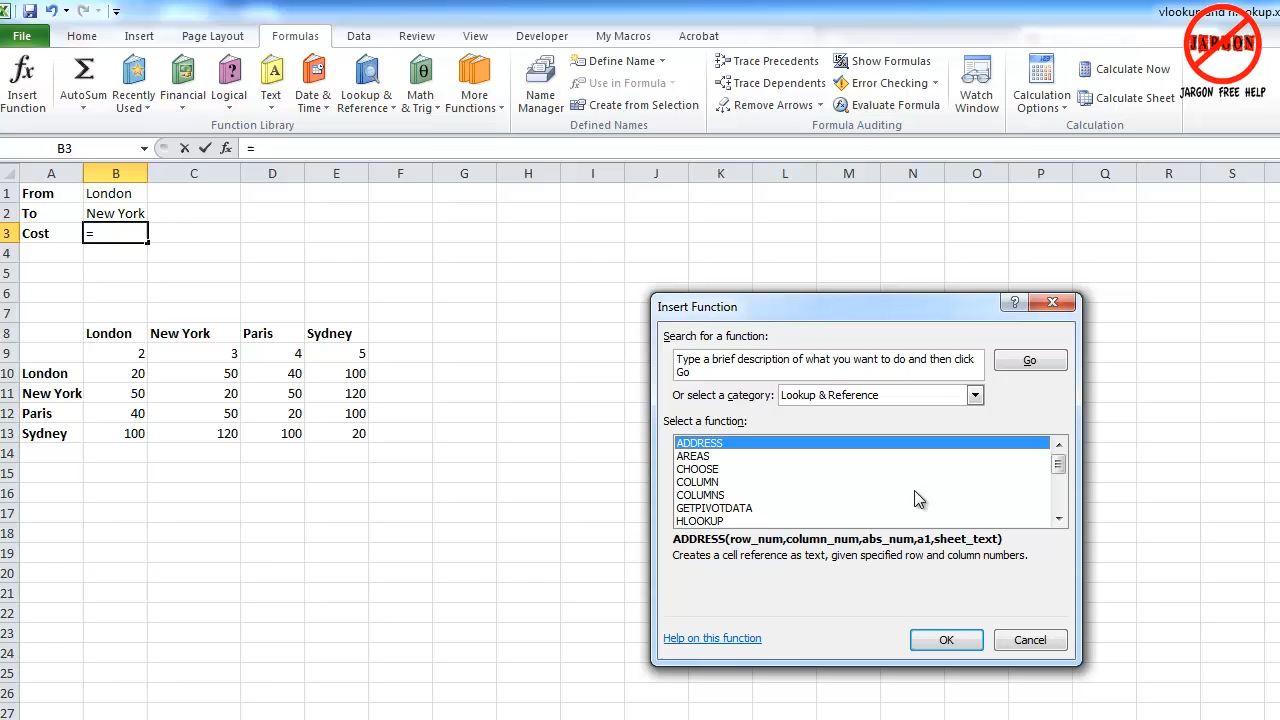 vlookup and hlookup.x
File Home Insert Page Layout Formulas Data Review View Developer My Macros Acrobat
JARGON
JARGON FREE HELP
fx Σ ? A θ
Insert Function AutoSum Recently Used Financial Logical Text Date & Time Lookup & Reference Math & Trig More Functions
Function Library
Name Manager
Define Name
Use in Formula
Create from Selection
Defined Names
Trace Precedents
Trace Dependents
Remove Arrows
Show Formulas
Error Checking
Evaluate Formula
Formula Auditing
Watch Window
Calculation Options
Calculate Now
Calculate Sheet
Calculation
B3 fx =
A B C D E F G H I J K L M N O P Q R S
1 From London
2 To New York
3 Cost =
4
5
6
7
8 London New York Paris Sydney
9 2 3 4 5
10 London 20 50 40 100
11 New York 50 20 50 120
12 Paris 40 50 20 100
13 Sydney 100 120 100 20
14
15
16
17
18
19
20
21
22
23
24
25
26
27
Insert Function ?
Search for a function:
Type a brief description of what you want to do and then click
Go
Go
Or select a category: Lookup & Reference
Select a function:
ADDRESS
AREAS
CHOOSE
COLUMN
COLUMNS
GETPIVOTDATA
HLOOKUP
ADDRESS(row_num,column_num,abs_num,a1,sheet_text)
Creates a cell reference as text, given specified row and column numbers.
Help on this function
OK Cancel